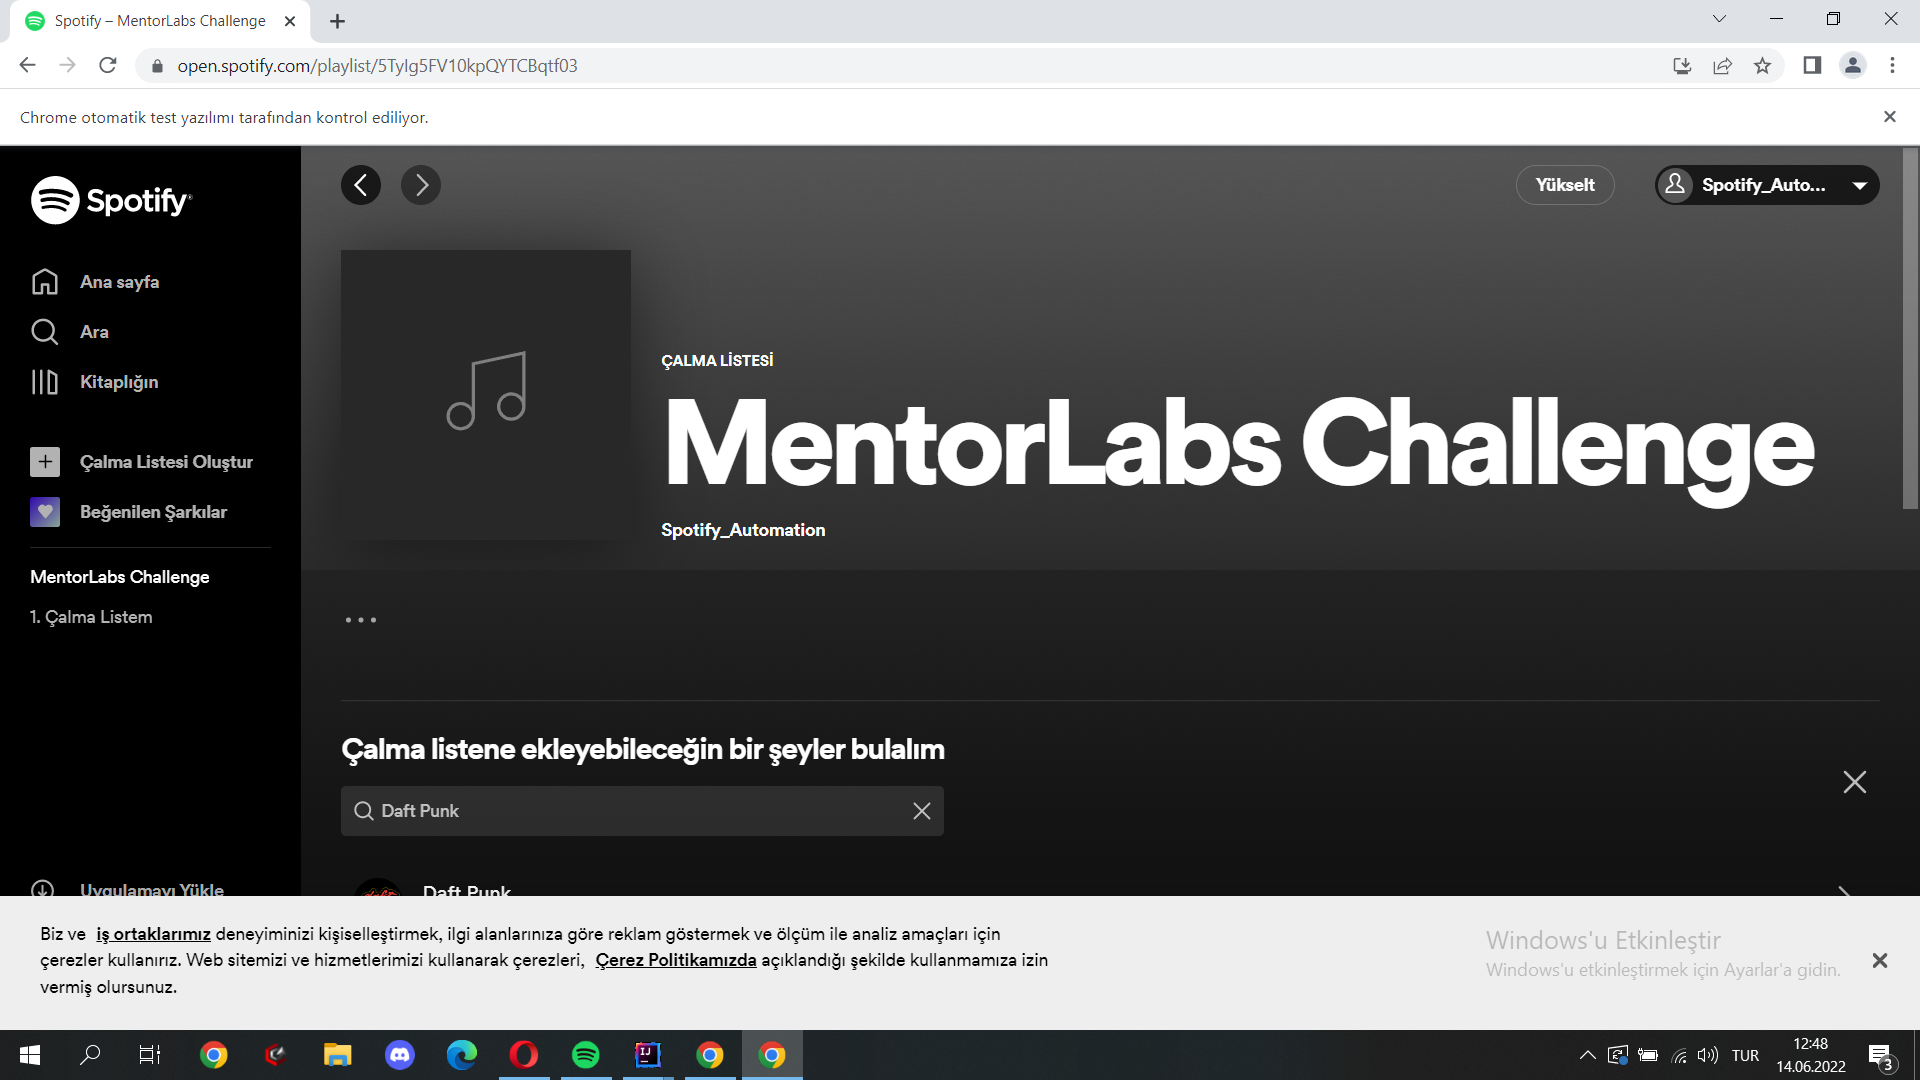 Spotify – MentorLabs Challenge
open.spotify.com/playlist/5TyIg5FV10kpQYTCBqtf03
Chrome otomatik test yazılımı tarafından kontrol ediliyor.
Spotify
Yükselt
Spotify_Auto...
Ana sayfa
Ara
Kitaplığın
Çalma Listesi Oluştur
Beğenilen Şarkılar
MentorLabs Challenge
1. Çalma Listem
Uygulamayı Yükle
ÇALMA LİSTESİ
MentorLabs Challenge
Spotify_Automation
Çalma listene ekleyebileceğin bir şeyler bulalım
Daft Punk
Daft Punk
Biz ve iş ortaklarımız deneyiminizi kişiselleştirmek, ilgi alanlarınıza göre reklam göstermek ve ölçüm ile analiz amaçları için
çerezler kullanırız. Web sitemizi ve hizmetlerimizi kullanarak çerezleri, Çerez Politikamızda açıklandığı şekilde kullanmamıza izin
vermiş olursunuz.
Windows'u Etkinleştir
Windows'u etkinleştirmek için Ayarlar'a gidin.
IJ
TUR
12:48
14.06.2022
3